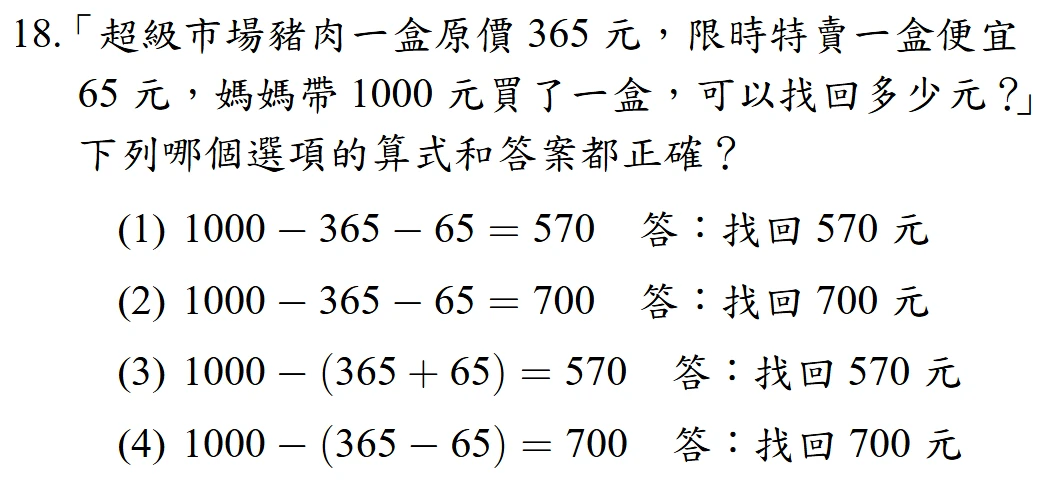 18.「超級市場豬肉一盒原價 365 元，限時特賣一盒便宜
65 元，媽媽帶 1000 元買了一盒，可以找回多少元？」
下列哪個選項的算式和答案都正確？
(1) 1000 − 365 − 65 = 570 答：找回 570 元
(2) 1000 − 365 − 65 = 700 答：找回 700 元
(3) 1000 − (365 + 65) = 570 答：找回 570 元
(4) 1000 − (365 − 65) = 700 答：找回 700 元